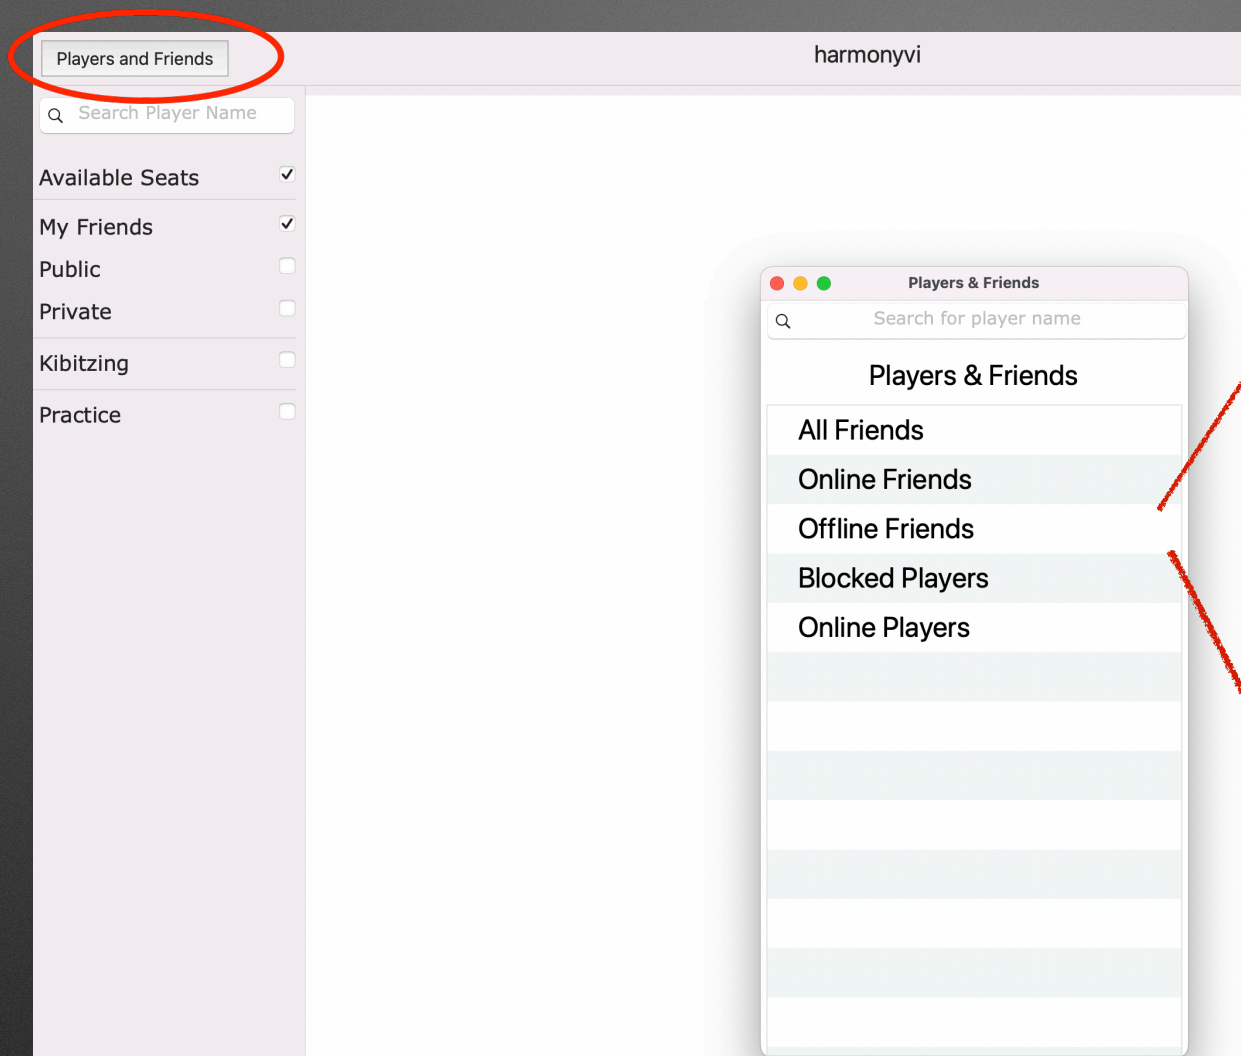 Players and Friends
harmonyvi
Search Player Name
Available Seats
My Friends
Public
Private
Kibitzing
Practice
Players & Friends
Search for player name
Players & Friends
All Friends
Online Friends
Offline Friends
Blocked Players
Online Players